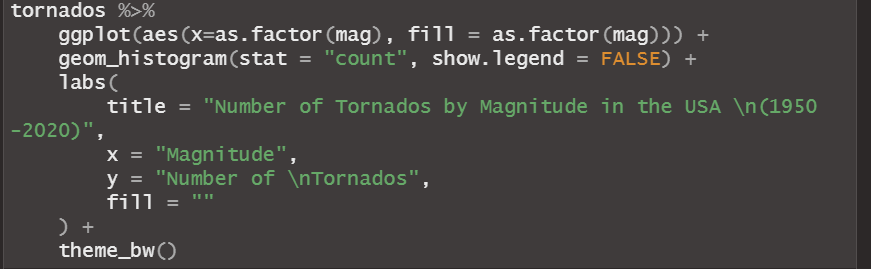 tornados %>%
    ggplot(aes(x=as.factor(mag), fill = as.factor(mag))) +
    geom_histogram(stat = "count", show.legend = FALSE) +
    labs(
        title = "Number of Tornados by Magnitude in the USA \n(1950
-2020)",
        x = "Magnitude",
        y = "Number of \nTornados",
        fill = ""
    ) +
    theme_bw()